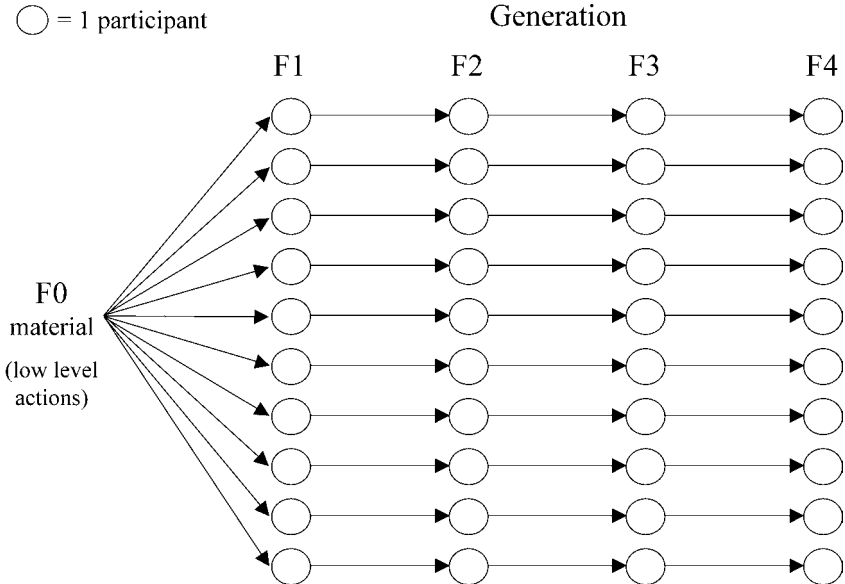 = 1 participant
Generation
F1 F2 F3 F4
F0
material
(low level
actions)